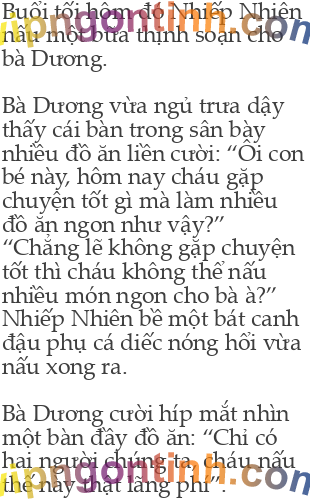 Buổi tối hôm đó Nhiếp Nhiên
nấu một bữa thịnh soạn cho
bà Dương.
Bà Dương vừa ngủ trưa dậy
thấy cái bàn trong sân bày
nhiều đồ ăn liền cười: “Ôi con
bé này, hôm nay cháu gặp
chuyện tốt gì mà làm nhiều
đồ ăn ngon như vậy?”
“Chẳng lẽ không gặp chuyện
tốt thì cháu không thể nấu
nhiều món ngon cho bà à?”
Nhiếp Nhiên bê một bát canh
đậu phụ cá diếc nóng hổi vừa
nấu xong ra.
Bà Dương cười híp mắt nhìn
một bàn đầy đồ ăn: “Chỉ có
hai người chúng ta, cháu nấu
thế này thật lãng phí”.